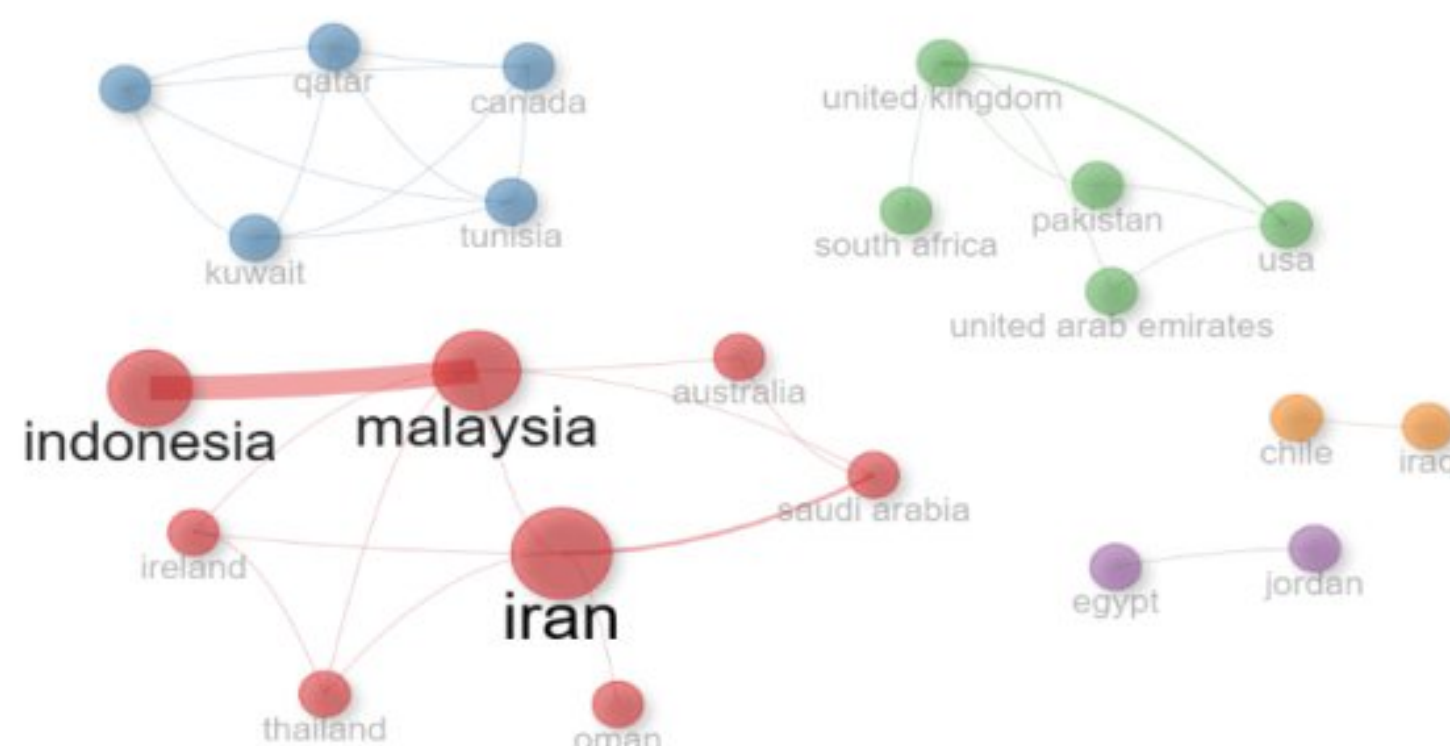 qatar
canada
united kingdom
tunisia
kuwait
pakistan
south africa
usa
united arab emirates
indonesia
malaysia
australia
chile
saudi arabia
ireland
iran
egypt
jordan
thailand
oman